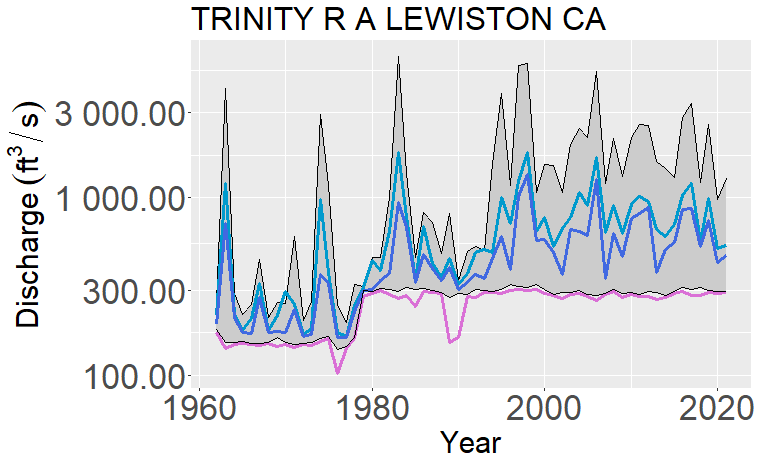 TRINITY R A LEWISTON CA
Discharge (ft³/s)
3 000.00
1 000.00
300.00
100.00
1960 1980 2000 2020
Year